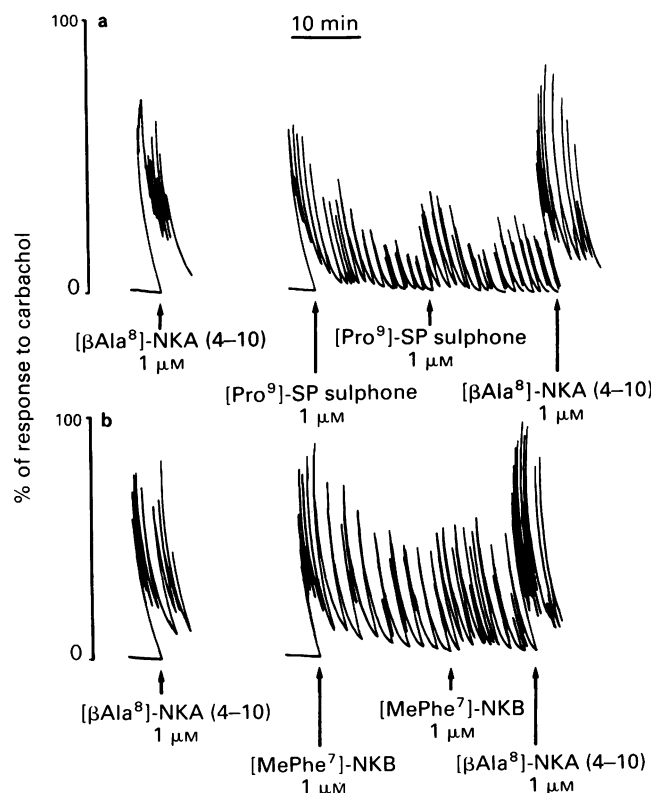 100 a
10 min
% of response to carbachol
0
[βAla⁸]-NKA (4–10)
1 μM
[Pro⁹]-SP sulphone
1 μM
[Pro⁹]-SP sulphone
1 μM
[βAla⁸]-NKA (4–10)
1 μM
100 b
0
[βAla⁸]-NKA (4–10)
1 μM
[MePhe⁷]-NKB
1 μM
[MePhe⁷]-NKB
1 μM
[βAla⁸]-NKA (4–10)
1 μM